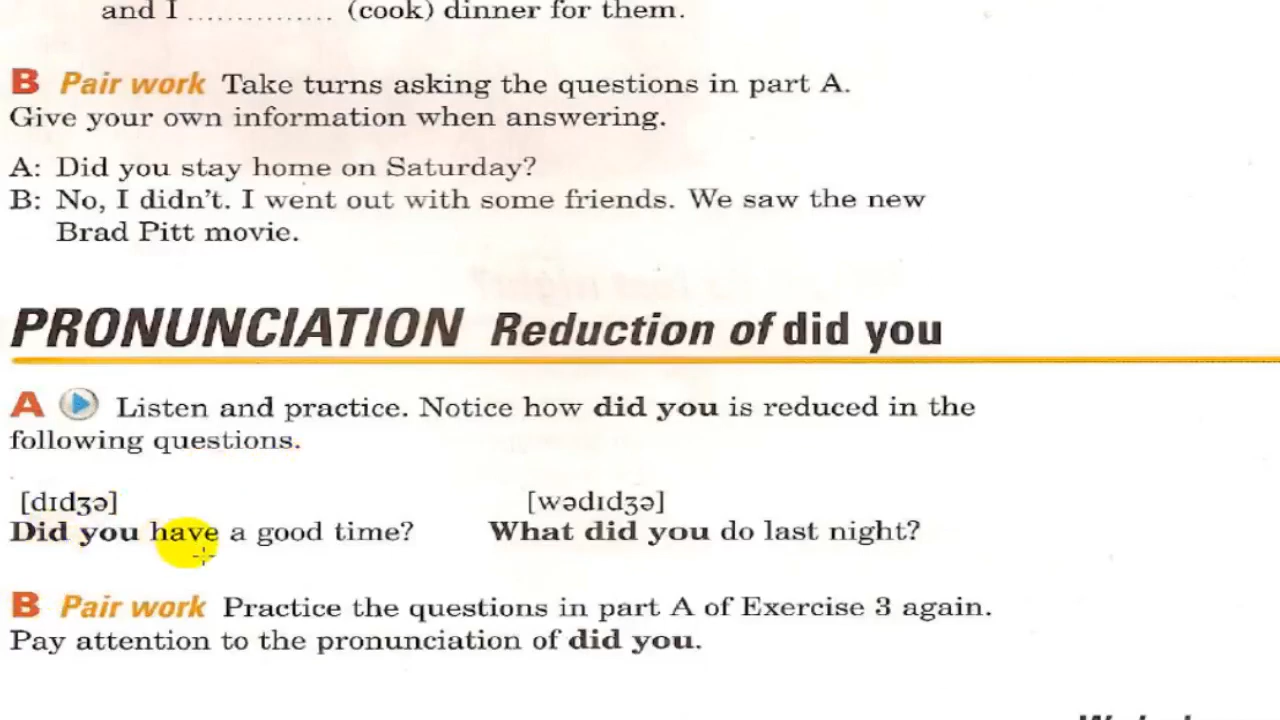 and I .............. (cook) dinner for them.
B Pair work Take turns asking the questions in part A.
Give your own information when answering.
A: Did you stay home on Saturday?
B: No, I didn't. I went out with some friends. We saw the new
Brad Pitt movie.
PRONUNCIATION Reduction of did you
A Listen and practice. Notice how did you is reduced in the
following questions.
[dɪdʒə] [wədɪdʒə]
Did you have a good time? What did you do last night?
B Pair work Practice the questions in part A of Exercise 3 again.
Pay attention to the pronunciation of did you.